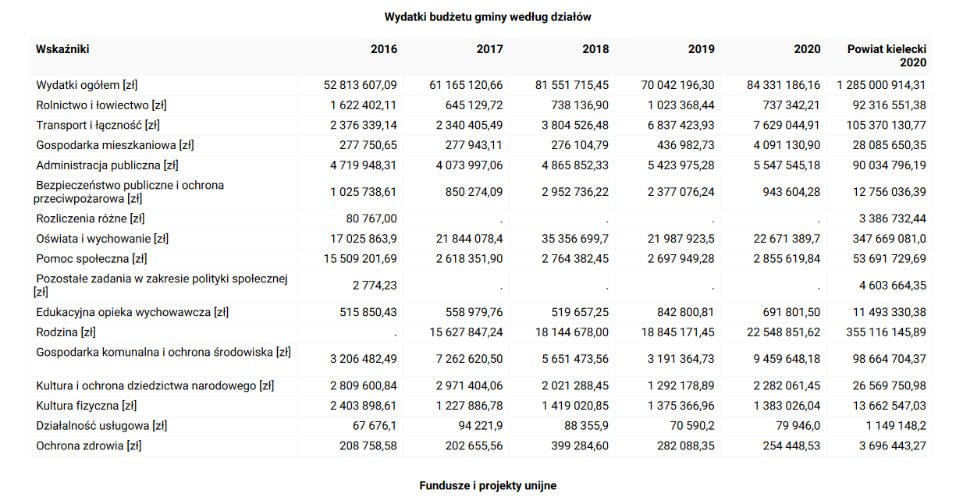 Wydatki budżetu gminy według działów
Wskaźniki 2016 2017 2018 2019 2020 Powiat kielecki
2020
Wydatki ogółem [zł] 52 813 607,09 61 165 120,66 81 551 715,45 70 042 196,30 84 331 186,16 1 285 000 914,31
Rolnictwo i łowiectwo [zł] 1 622 402,11 645 129,72 738 136,90 1 023 368,44 737 342,21 92 316 551,38
Transport i łączność [zł] 2 376 339,14 2 340 405,49 3 804 526,48 6 837 423,93 7 629 044,91 105 370 130,77
Gospodarka mieszkaniowa [zł] 277 750,65 277 943,11 276 104,79 436 982,73 4 091 130,90 28 085 650,35
Administracja publiczna [zł] 4 719 948,31 4 073 997,06 4 865 852,33 5 423 975,28 5 547 545,18 90 034 796,19
Bezpieczeństwo publiczne i ochrona
przeciwpożarowa [zł] 1 025 738,61 850 274,09 2 952 736,22 2 377 076,24 943 604,28 12 756 036,39
Rozliczenia różne [zł] 80 767,00 . . . . 3 386 732,44
Oświata i wychowanie [zł] 17 025 863,9 21 844 078,4 35 356 699,7 21 987 923,5 22 671 389,7 347 669 081,0
Pomoc społeczna [zł] 15 509 201,69 2 618 351,90 2 764 382,45 2 697 949,28 2 855 619,84 53 691 729,69
Pozostałe zadania w zakresie polityki społecznej
[zł] 2 774,23 . . . . 4 603 664,35
Edukacyjna opieka wychowawcza [zł] 515 850,43 558 979,76 519 657,25 842 800,81 691 801,50 11 493 330,38
Rodzina [zł] . 15 627 847,24 18 144 678,00 18 845 171,45 22 548 851,62 355 116 145,89
Gospodarka komunalna i ochrona środowiska [zł] 3 206 482,49 7 262 620,50 5 651 473,56 3 191 364,73 9 459 648,18 98 664 704,37
Kultura i ochrona dziedzictwa narodowego [zł] 2 809 600,84 2 971 404,06 2 021 288,45 1 292 178,89 2 282 061,45 26 569 750,98
Kultura fizyczna [zł] 2 403 898,61 1 227 886,78 1 419 020,85 1 375 366,96 1 383 026,04 13 662 547,03
Działalność usługowa [zł] 67 676,1 94 221,9 88 355,9 70 590,2 79 946,0 1 149 148,2
Ochrona zdrowia [zł] 208 758,58 202 655,56 399 284,60 282 088,35 254 448,53 3 696 443,27
Fundusze i projekty unijne